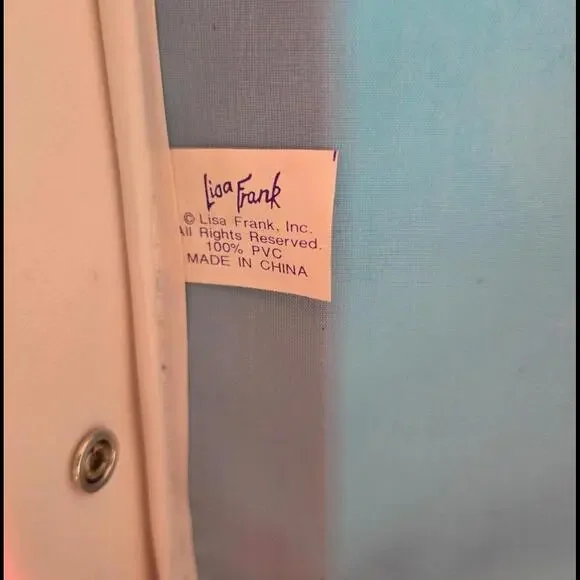 Lisa Frank
© Lisa Frank, Inc.
All Rights Reserved.
100% PVC
MADE IN CHINA